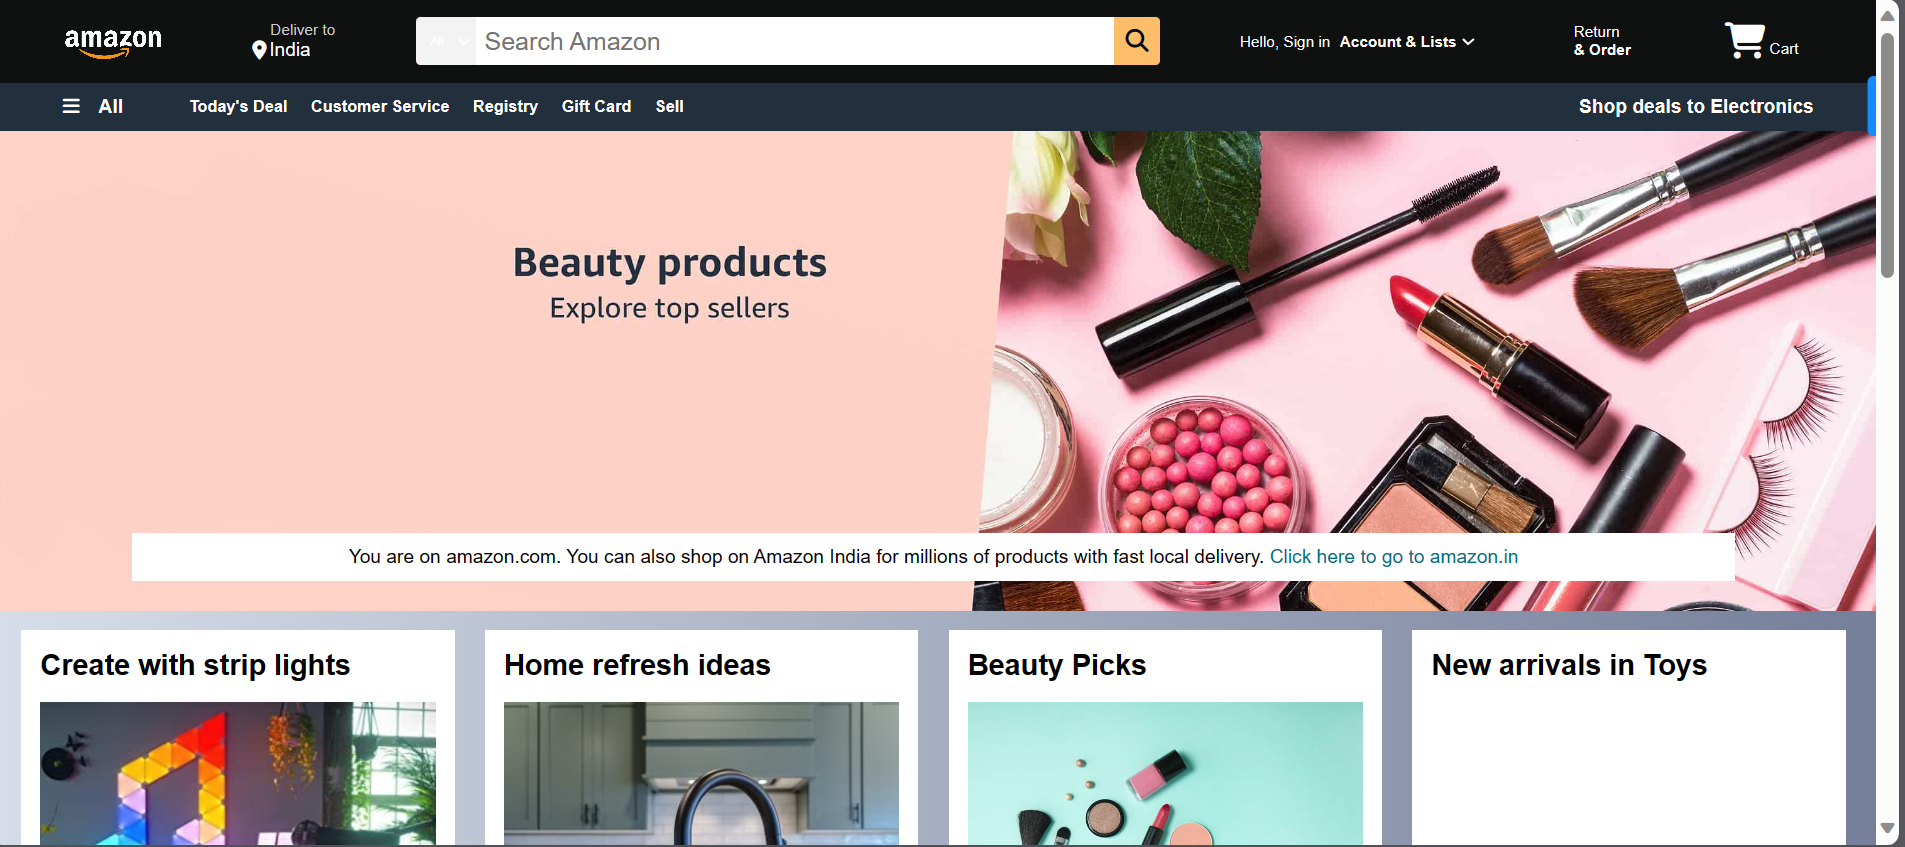 amazon
Deliver to
India
All
Search Amazon
Hello, Sign in Account & Lists
Return
& Order
Cart
All
Today's Deal
Customer Service
Registry
Gift Card
Sell
Shop deals to Electronics
Beauty products
Explore top sellers
You are on amazon.com. You can also shop on Amazon India for millions of products with fast local delivery. Click here to go to amazon.in
Create with strip lights
Home refresh ideas
Beauty Picks
New arrivals in Toys